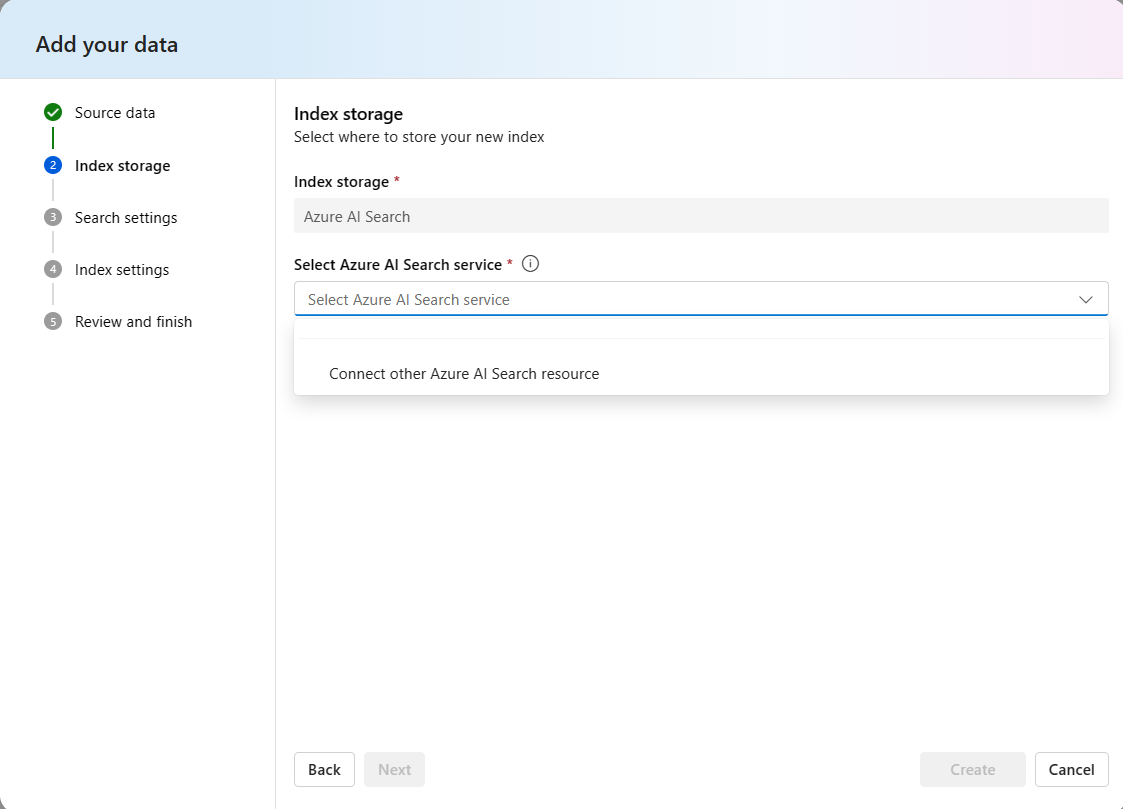 Add your data
Source data
2 Index storage
3 Search settings
4 Index settings
5 Review and finish
Index storage
Select where to store your new index
Index storage *
Azure AI Search
Select Azure AI Search service *
Select Azure AI Search service
Connect other Azure AI Search resource
Back Next Create Cancel